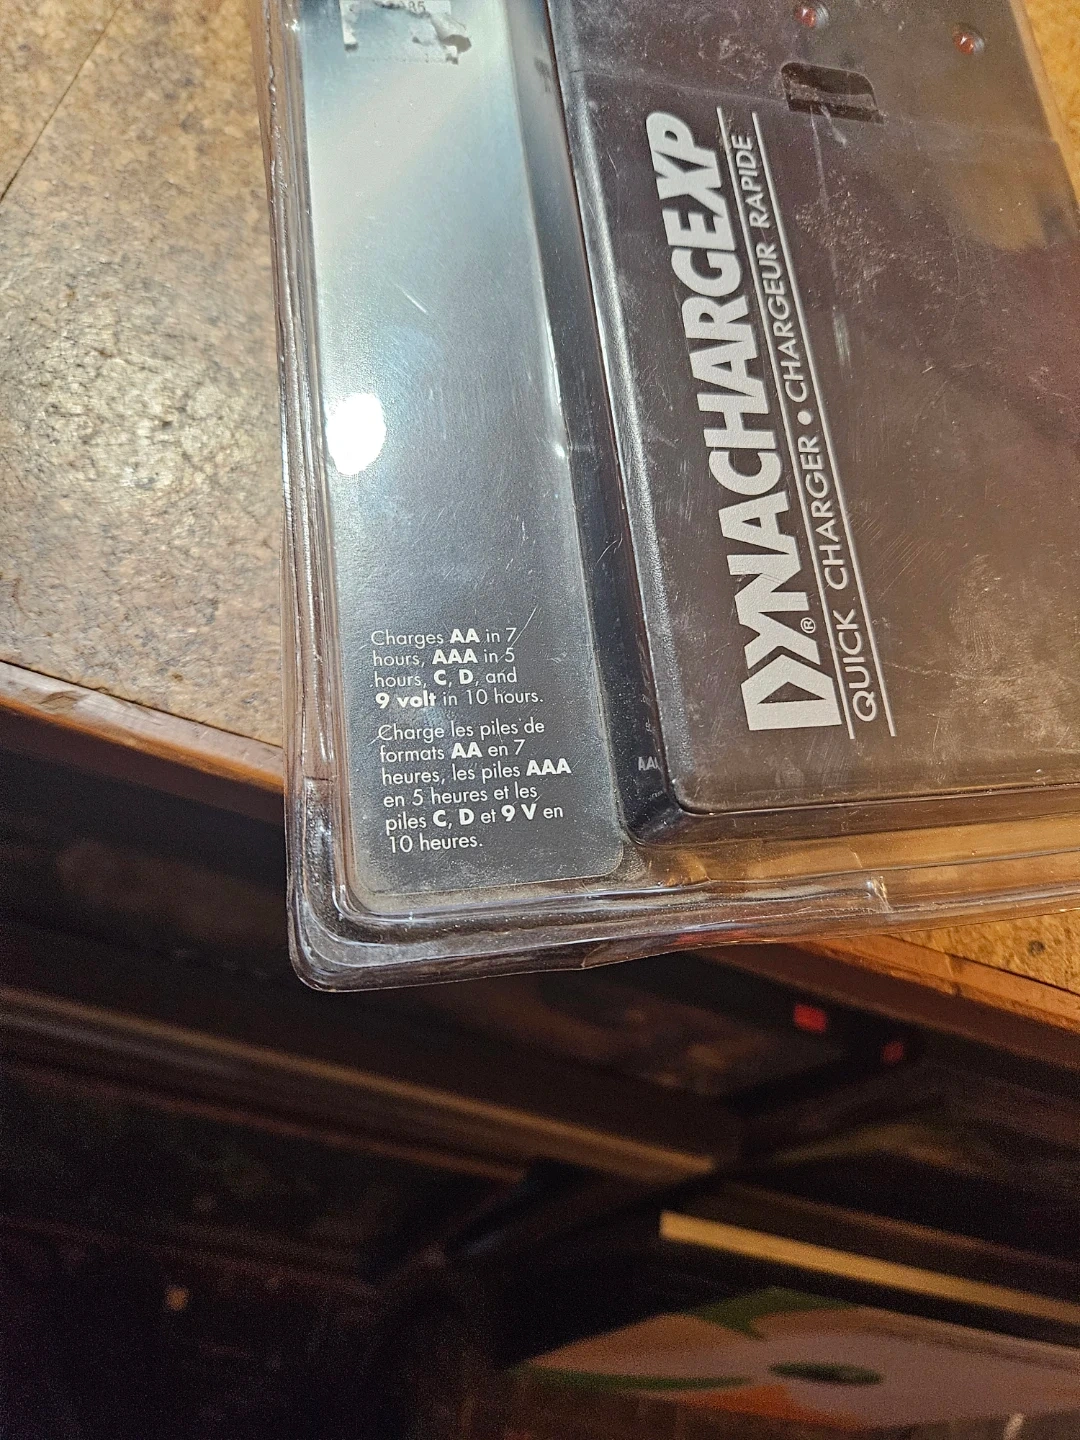 DYNACHARGEXP
®
QUICK CHARGER • CHARGEUR RAPIDE
Charges AA in 7
hours, AAA in 5
hours, C, D, and
9 volt in 10 hours.
Charge les piles de
formats AA en 7
heures, les piles AAA
en 5 heures et les
piles C, D et 9 V en
10 heures.